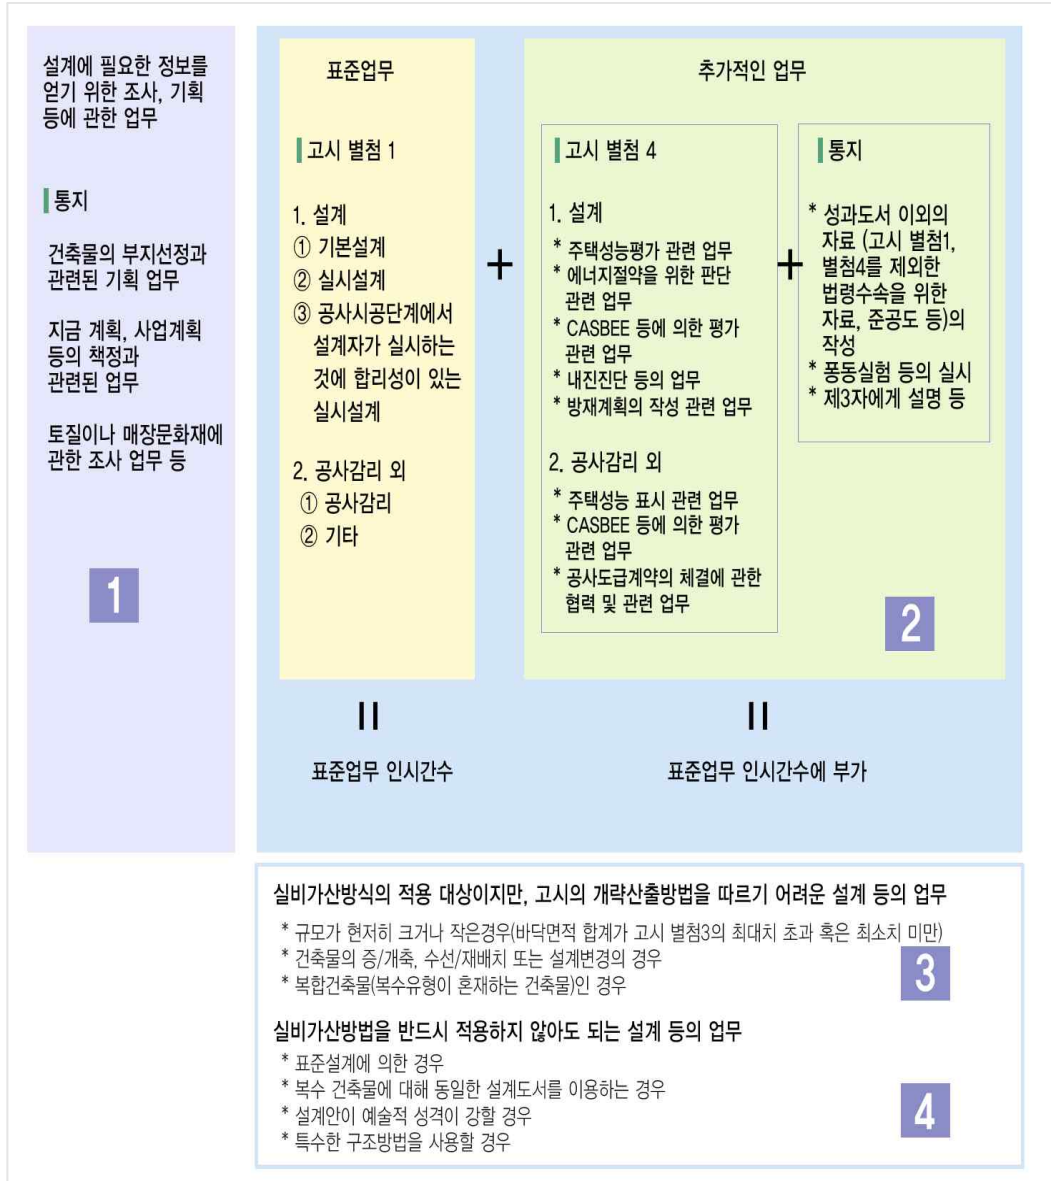 설계에 필요한 정보를
얻기 위한 조사, 기획
등에 관한 업무
통지
건축물의 부지선정과
관련된 기획 업무
지금 계획, 사업계획
등의 책정과
관련된 업무
토질이나 매장문화재에
관한 조사 업무 등
1
표준업무
고시 별첨 1
1. 설계
① 기본설계
② 실시설계
③ 공사시공단계에서
설계자가 실시하는
것에 합리성이 있는
실시설계
2. 공사감리 외
① 공사감리
② 기타
+
추가적인 업무
고시 별첨 4
1. 설계
* 주택성능평가 관련 업무
* 에너지절약을 위한 판단
관련 업무
* CASBEE 등에 의한 평가
관련 업무
* 내진진단 등의 업무
* 방재계획의 작성 관련 업무
2. 공사감리 외
* 주택성능 표시 관련 업무
* CASBEE 등에 의한 평가
관련 업무
* 공사도급계약의 체결에 관한
협력 및 관련 업무
+
통지
* 성과도서 이외의
자료 (고시 별첨1,
별첨4를 제외한
법령수속을 위한
자료, 준공도 등)의
작성
* 풍동실험 등의 실시
* 제3자에게 설명 등
2
=
표준업무 인시간수
=
표준업무 인시간수에 부가
실비가산방식의 적용 대상이지만, 고시의 개략산출방법을 따르기 어려운 설계 등의 업무
* 규모가 현저히 크거나 작은경우(바닥면적 합계가 고시 별첨3의 최대치 초과 혹은 최소치 미만)
* 건축물의 증/개축, 수선/재배치 또는 설계변경의 경우
* 복합건축물(복수유형이 혼재하는 건축물)인 경우
3
실비가산방법을 반드시 적용하지 않아도 되는 설계 등의 업무
* 표준설계에 의한 경우
* 복수 건축물에 대해 동일한 설계도서를 이용하는 경우
* 설계안이 예술적 성격이 강할 경우
* 특수한 구조방법을 사용할 경우
4